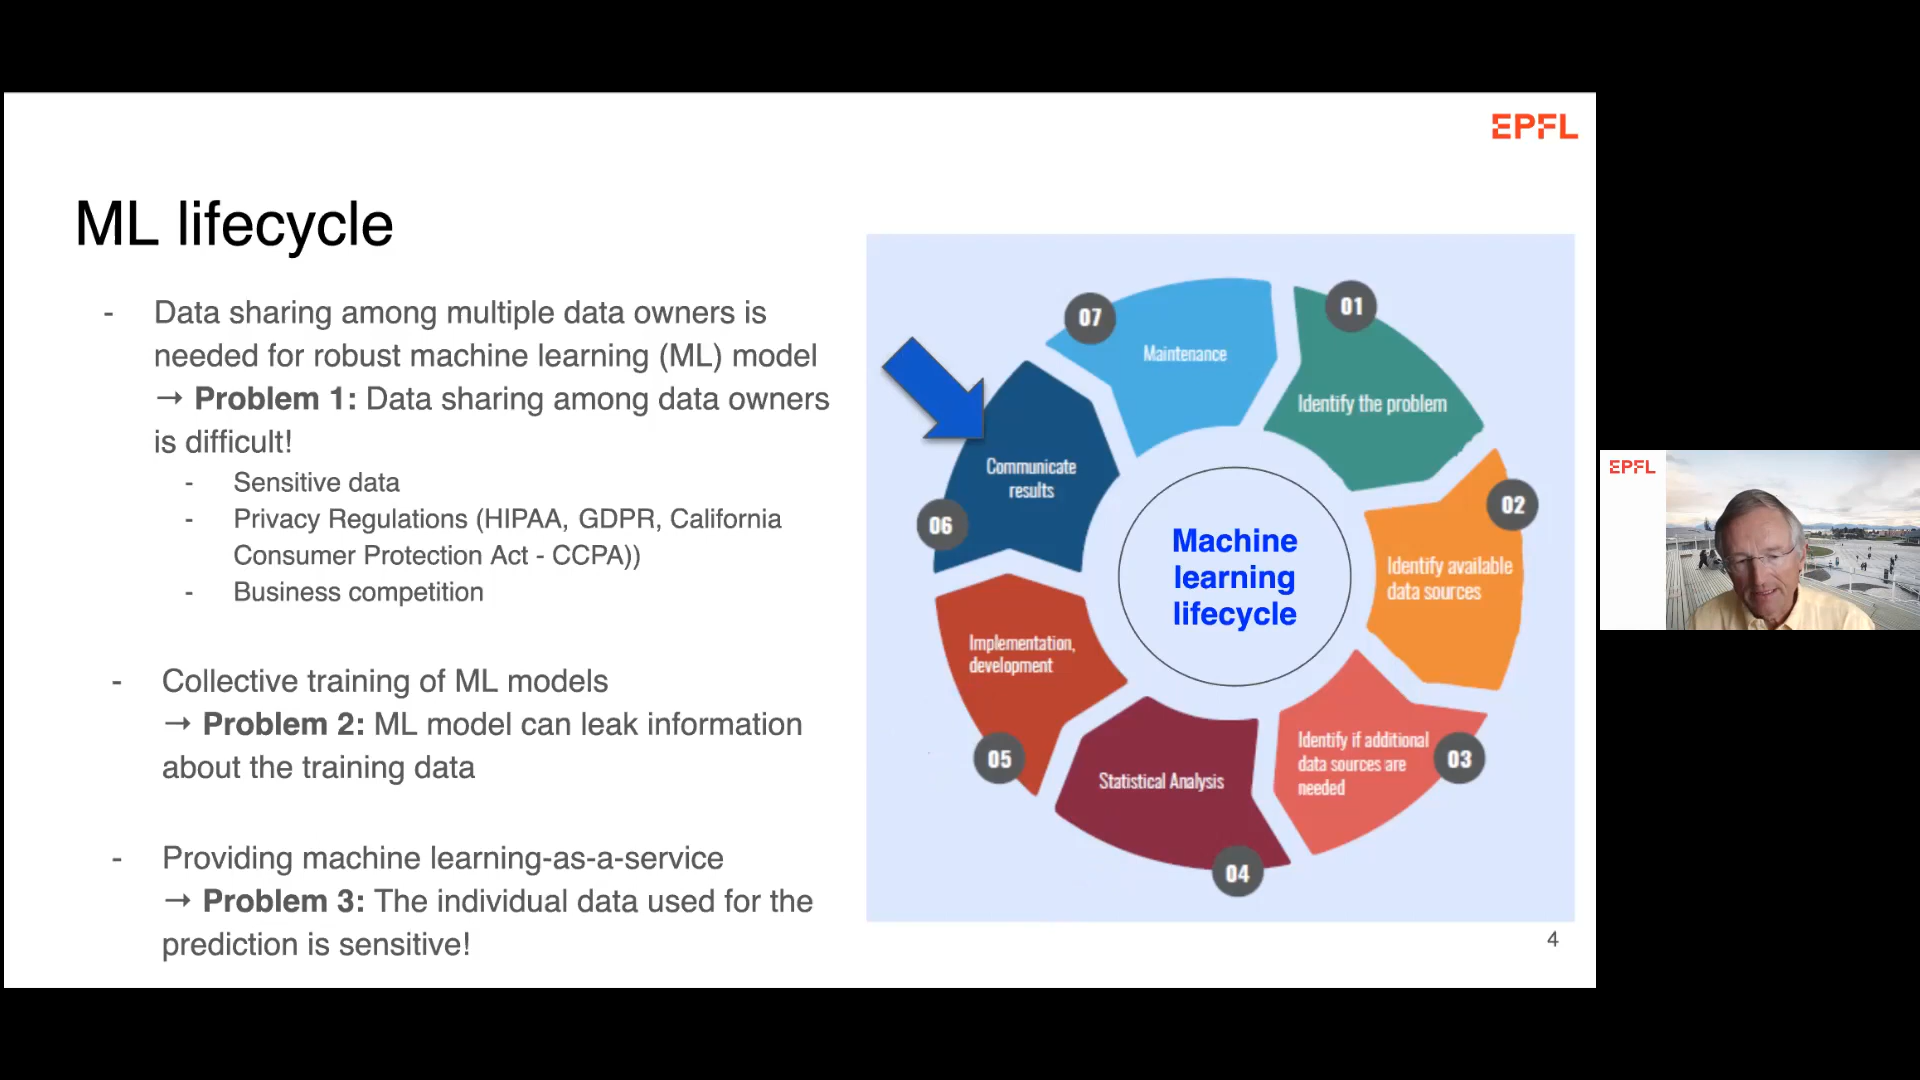 EPFL
ML lifecycle
- Data sharing among multiple data owners is
needed for robust machine learning (ML) model
→ Problem 1: Data sharing among data owners
is difficult!
- Sensitive data
- Privacy Regulations (HIPAA, GDPR, California
Consumer Protection Act - CCPA))
- Business competition
- Collective training of ML models
→ Problem 2: ML model can leak information
about the training data
- Providing machine learning-as-a-service
→ Problem 3: The individual data used for the
prediction is sensitive!
01
Identify the problem
02
Identify available
data sources
03
Identify if additional
data sources are
needed
04
Statistical Analysis
05
Implementation,
development
06
Communicate
results
07
Maintenance
Machine
learning
lifecycle
4
EPFL